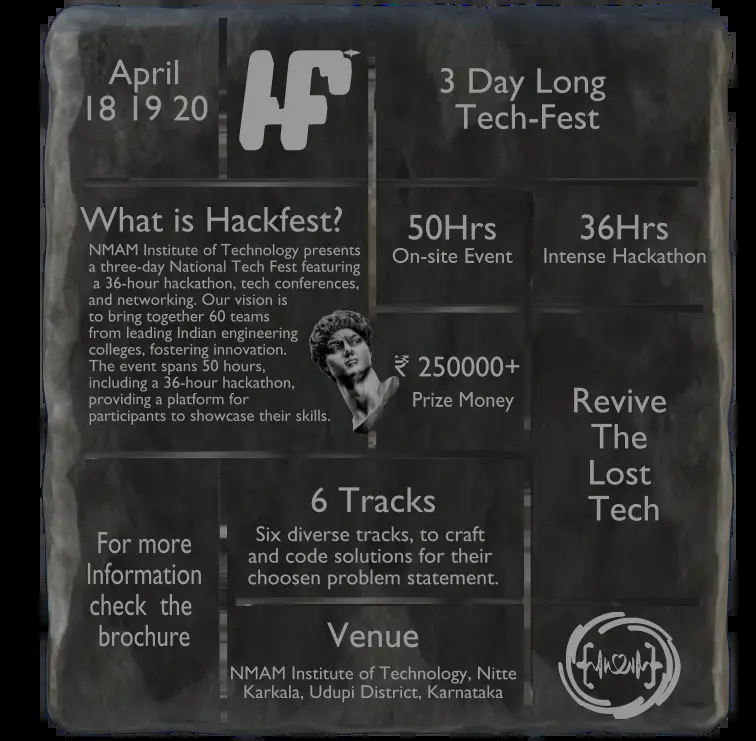 April
18 19 20
HF
3 Day Long
Tech-Fest
What is Hackfest?
NMAM Institute of Technology presents
a three-day National Tech Fest featuring
a 36-hour hackathon, tech conferences,
and networking. Our vision is
to bring together 60 teams
from leading Indian engineering
colleges, fostering innovation.
The event spans 50 hours,
including a 36-hour hackathon,
providing a platform for
participants to showcase their skills.
50Hrs
On-site Event
36Hrs
Intense Hackathon
₹ 250000+
Prize Money
Revive
The
Lost
Tech
6 Tracks
Six diverse tracks, to craft
and code solutions for their
choosen problem statement.
For more
Information
check the
brochure
Venue
NMAM Institute of Technology, Nitte
Karkala, Udupi District, Karnataka